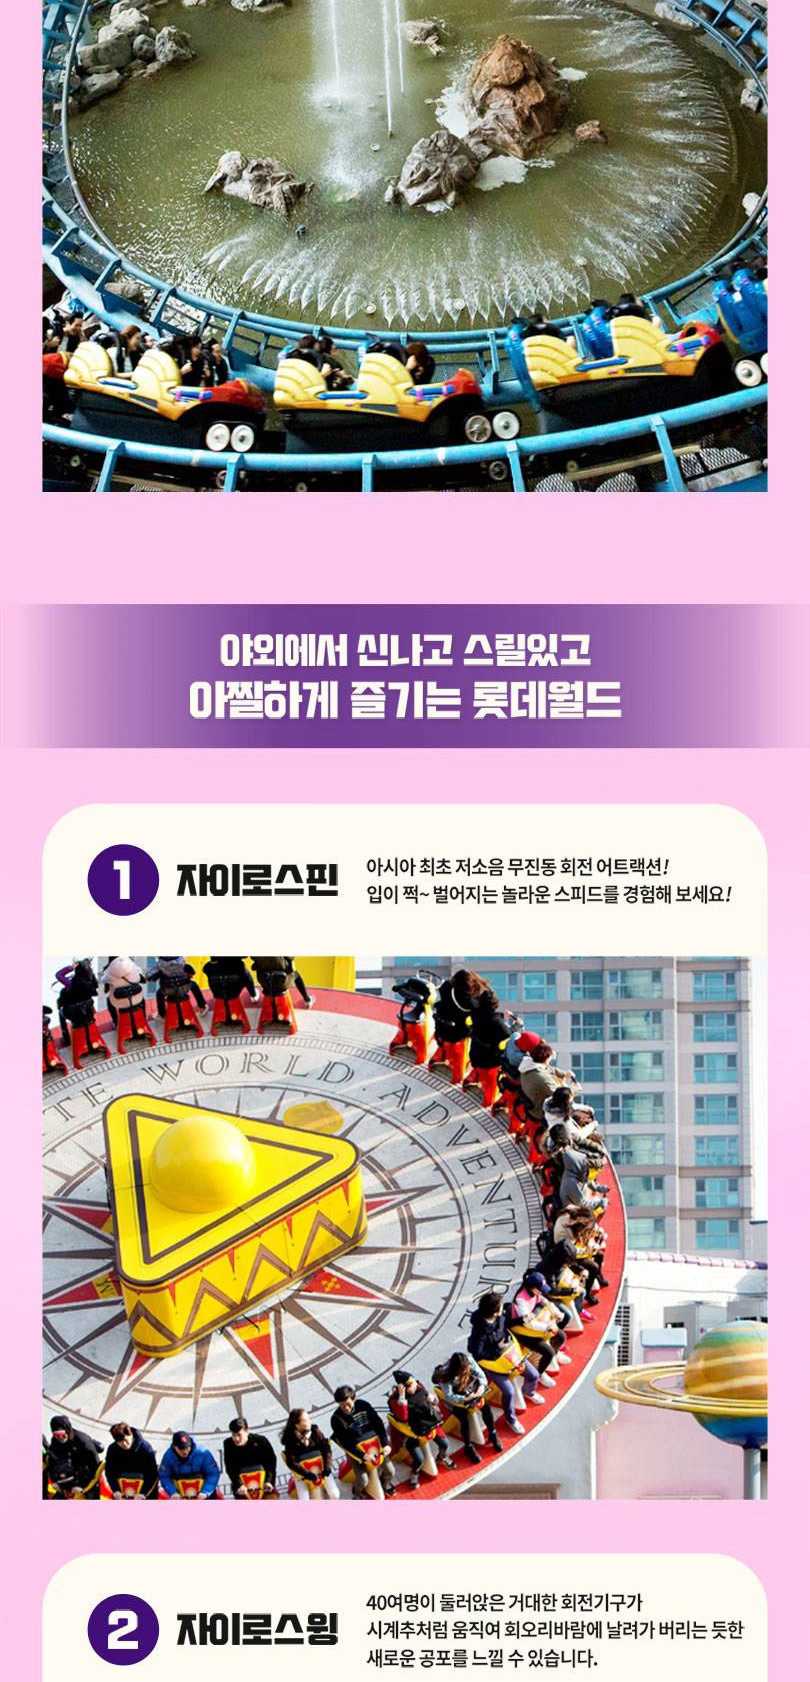 야외에서 신나고 스릴있고
아찔하게 즐기는 롯데월드
1 자이로스핀
아시아 최초 저소음 무진동 회전 어트랙션!
입이 쩍~ 벌어지는 놀라운 스피드를 경험해 보세요!
TE WORLD · ADVENTURE
2 자이로스윙
40여명이 둘러앉은 거대한 회전기구가
시계추처럼 움직여 회오리바람에 날려가 버리는 듯한
새로운 공포를 느낄 수 있습니다.